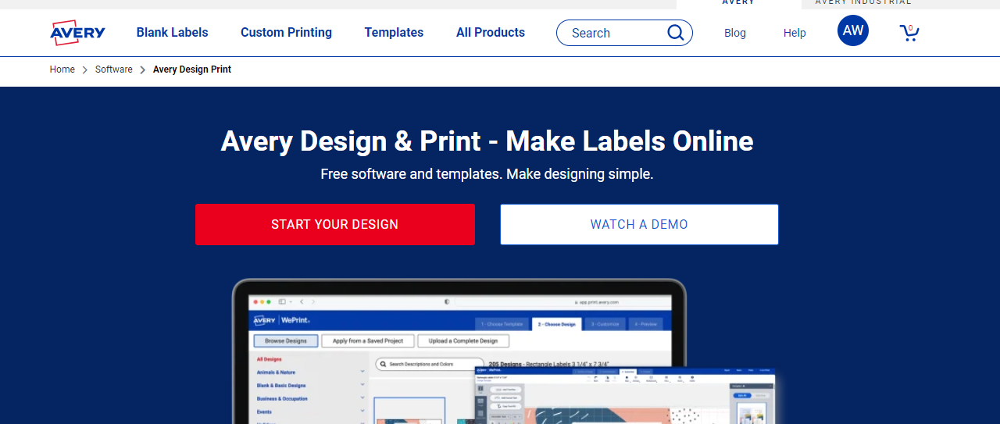 AVERY
AVERY INDUSTRIAL
AVERY
Blank Labels
Custom Printing
Templates
All Products
Search
Blog
Help
AW
0
Home
Software
Avery Design Print
Avery Design & Print - Make Labels Online
Free software and templates. Make designing simple.
START YOUR DESIGN
WATCH A DEMO
app.print.avery.com
AVERY WePrint
1 - Choose Template
2 - Choose Design
3 - Customize
4 - Preview
Browse Designs
Apply from a Saved Project
Upload a Complete Design
All Designs
Search Descriptions and Colors
205 Designs - Rectangle Labels 3 1/4" x 7 3/4"
Animals & Nature
Blank & Basic Designs
Business & Occupation
Events